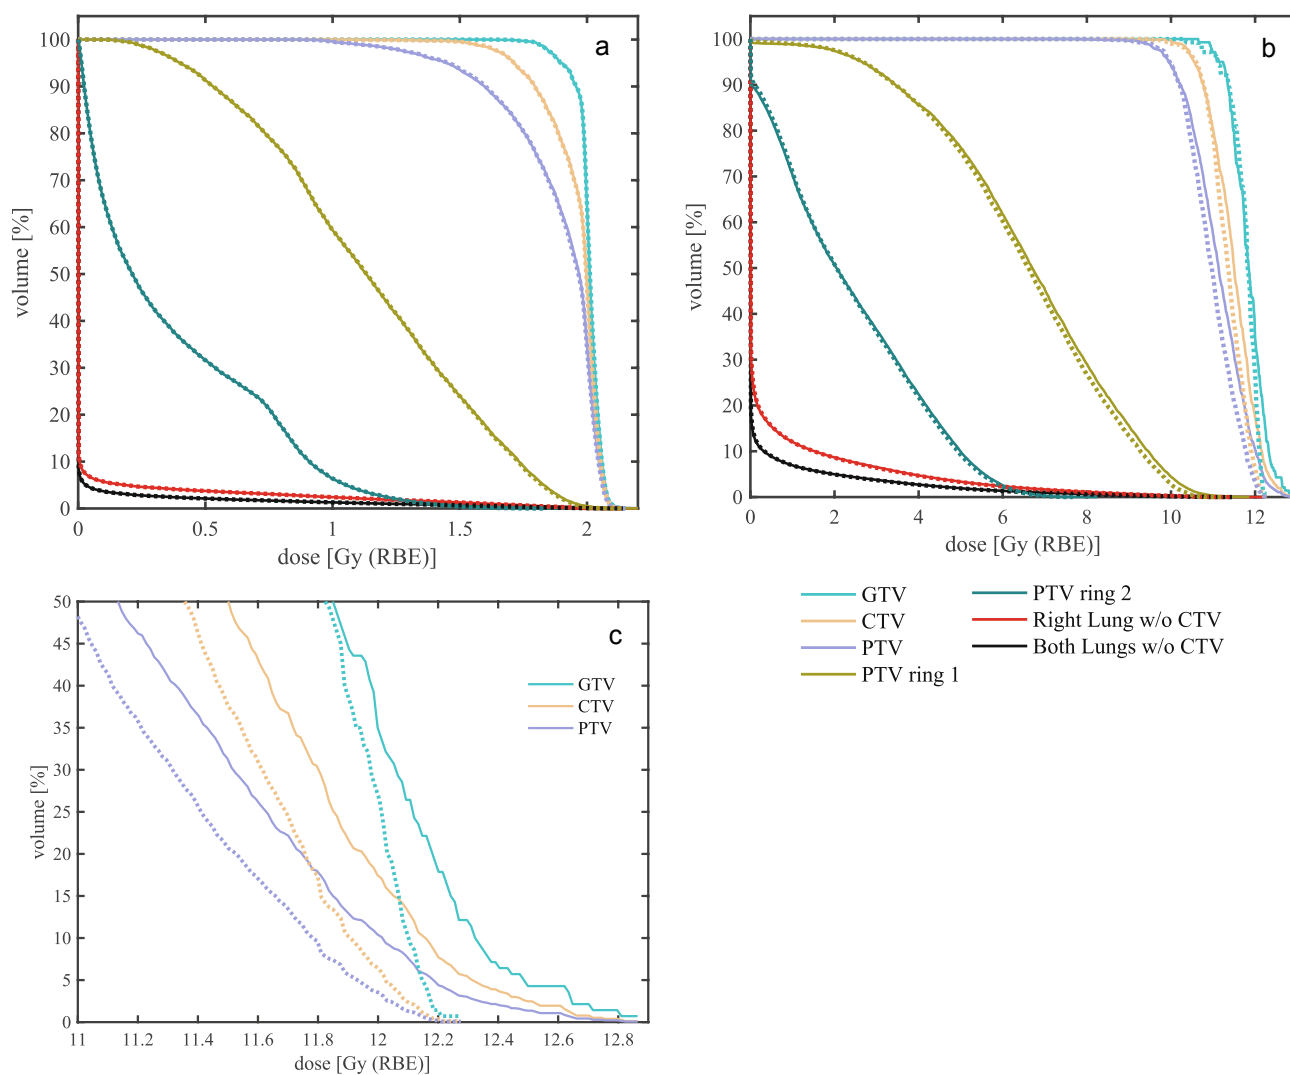 a
100
90
80
70
60
50
40
30
20
10
0
volume [%]
0 0.5 1 1.5 2
dose [Gy (RBE)]
b
100
90
80
70
60
50
40
30
20
10
0
volume [%]
0 2 4 6 8 10 12
dose [Gy (RBE)]
GTV
CTV
PTV
PTV ring 1
PTV ring 2
Right Lung w/o CTV
Both Lungs w/o CTV
c
50
45
40
35
30
25
20
15
10
5
0
volume [%]
GTV
CTV
PTV
11 11.2 11.4 11.6 11.8 12 12.2 12.4 12.6 12.8
dose [Gy (RBE)]